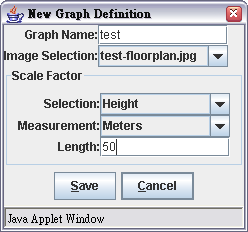 New Graph Definition
Graph Name: test
Image Selection: test-floorplan.jpg
Scale Factor
Selection: Height
Measurement: Meters
Length: 50
Save Cancel
Java Applet Window